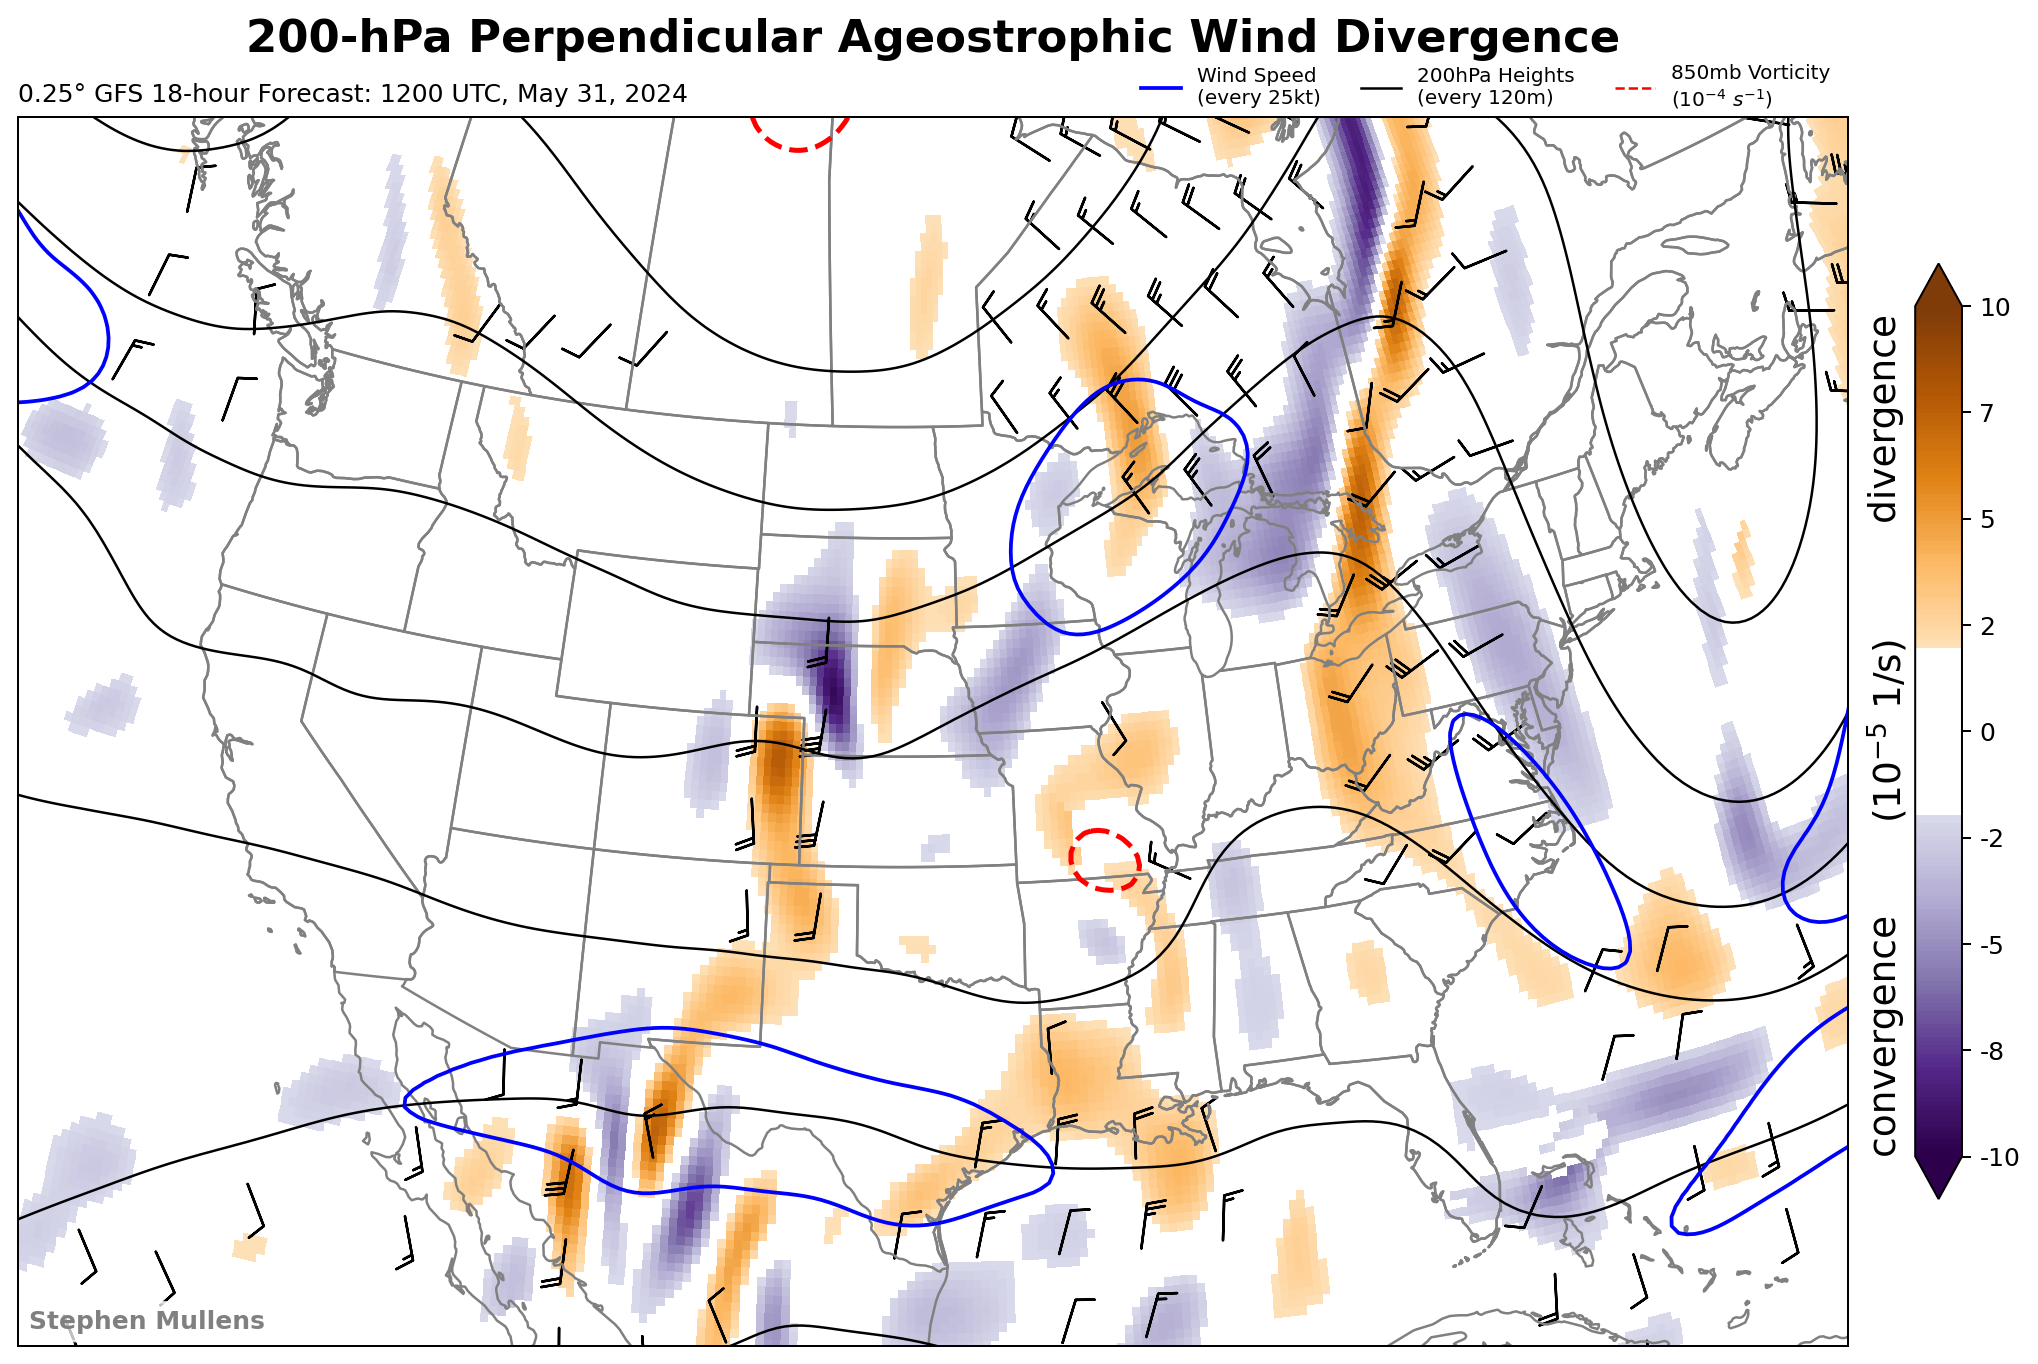 200-hPa Perpendicular Ageostrophic Wind Divergence
0.25° GFS 18-hour Forecast: 1200 UTC, May 31, 2024
Wind Speed
(every 25kt)
200hPa Heights
(every 120m)
850mb Vorticity
(10⁻⁴ s⁻¹)
convergence (10⁻⁵ 1/s) divergence
10
7
5
2
0
-2
-5
-8
-10
Stephen Mullens